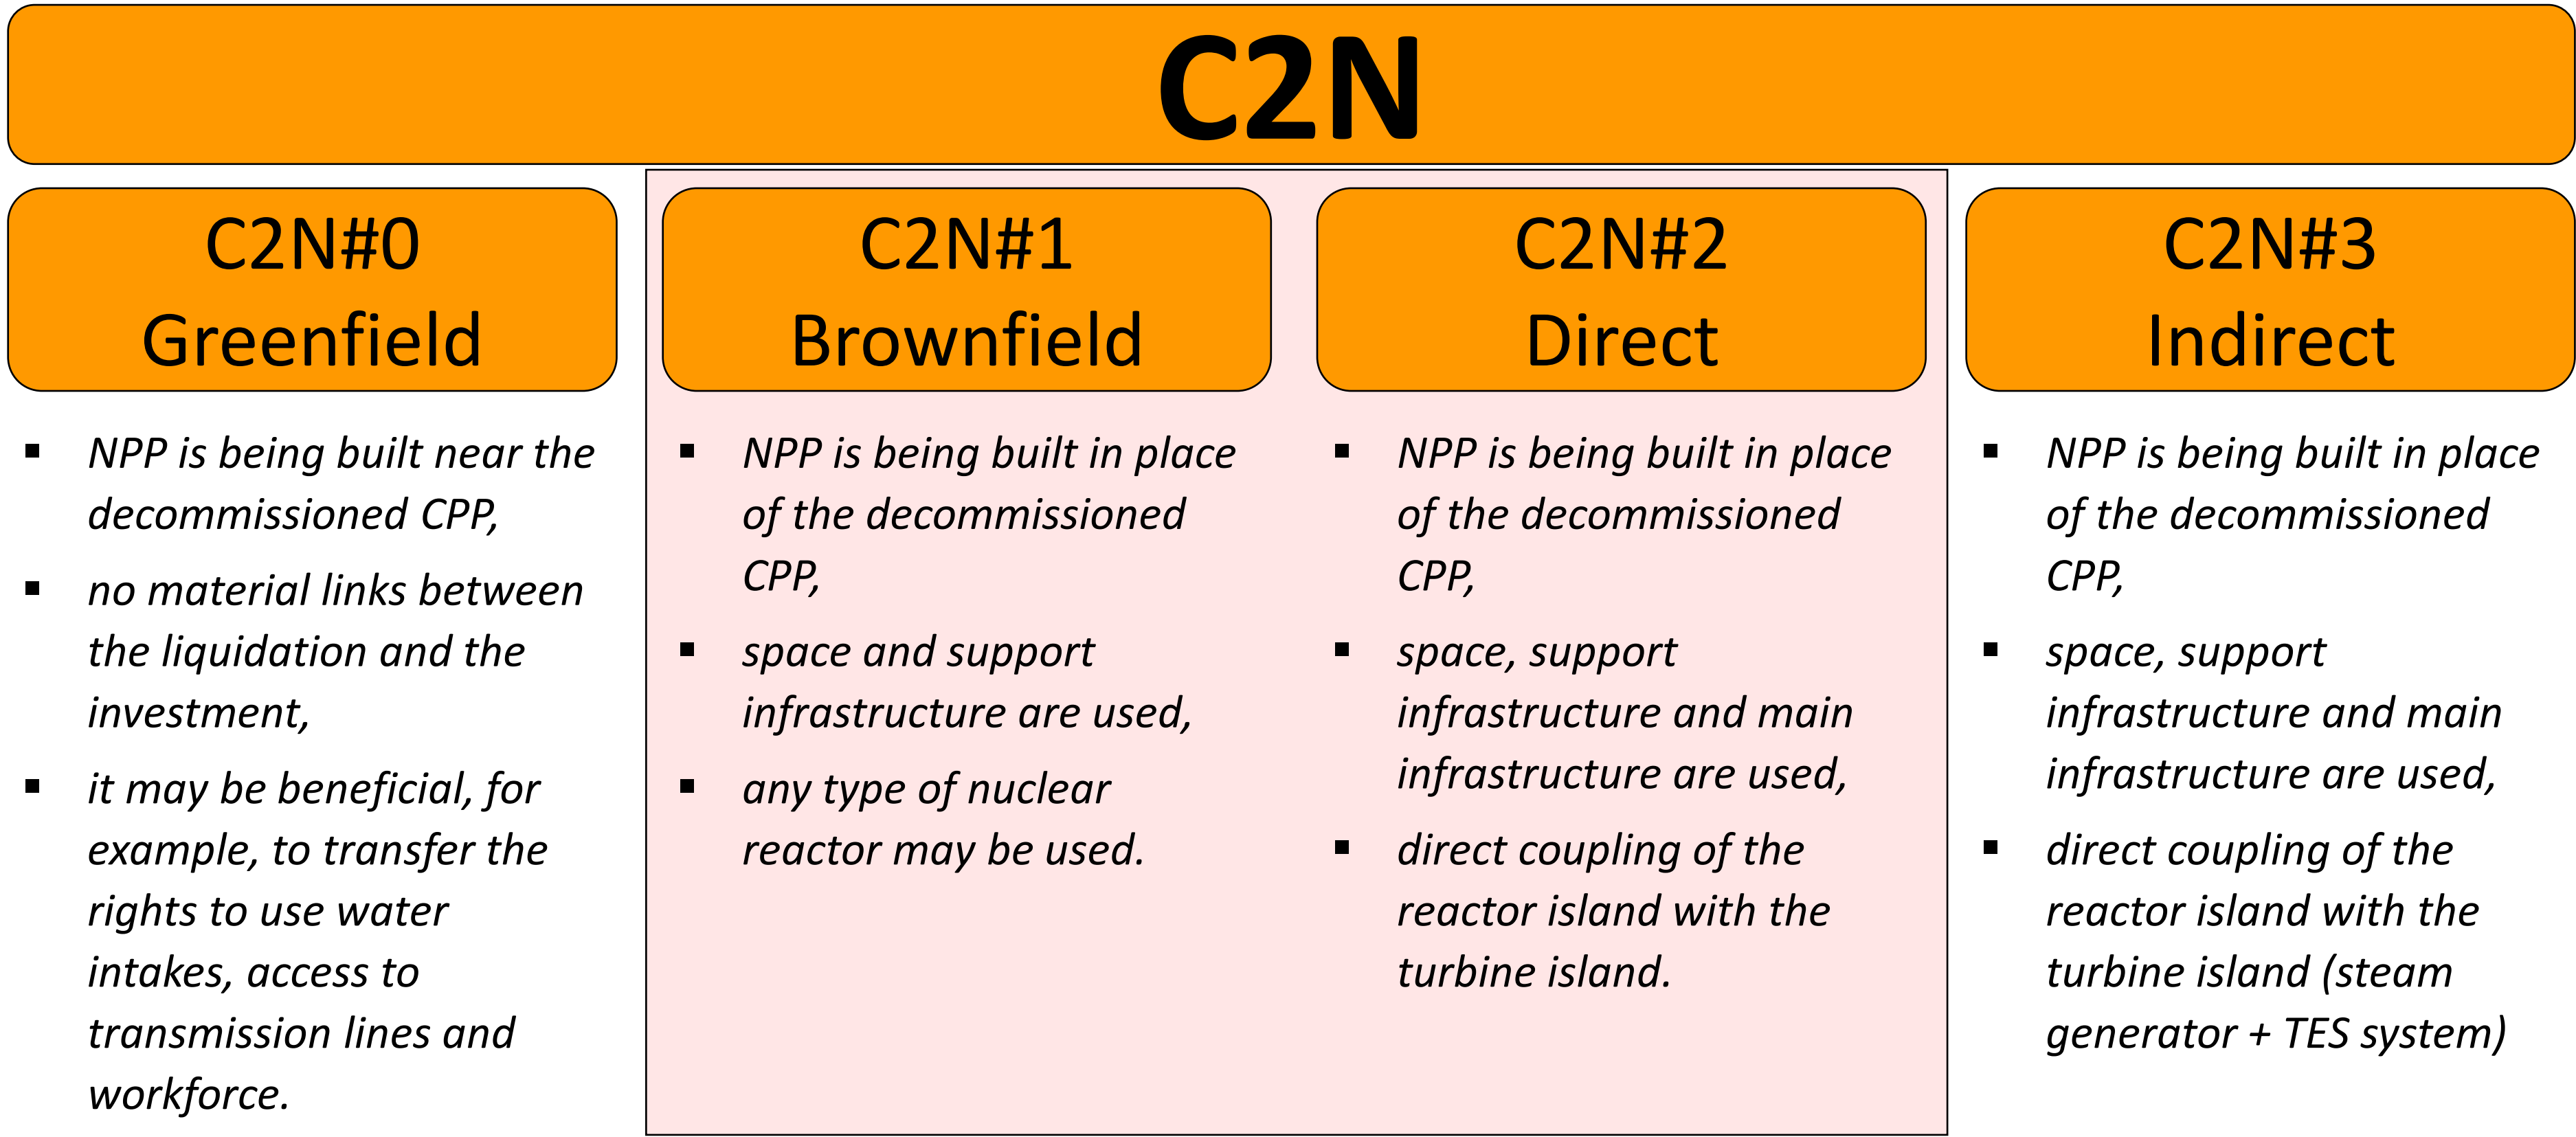 C2N
C2N#0
Greenfield
▪ NPP is being built near the
decommissioned CPP,
▪ no material links between
the liquidation and the
investment,
▪ it may be beneficial, for
example, to transfer the
rights to use water
intakes, access to
transmission lines and
workforce.
C2N#1
Brownfield
▪ NPP is being built in place
of the decommissioned
CPP,
▪ space and support
infrastructure are used,
▪ any type of nuclear
reactor may be used.
C2N#2
Direct
▪ NPP is being built in place
of the decommissioned
CPP,
▪ space, support
infrastructure and main
infrastructure are used,
▪ direct coupling of the
reactor island with the
turbine island.
C2N#3
Indirect
▪ NPP is being built in place
of the decommissioned
CPP,
▪ space, support
infrastructure and main
infrastructure are used,
▪ direct coupling of the
reactor island with the
turbine island (steam
generator + TES system)